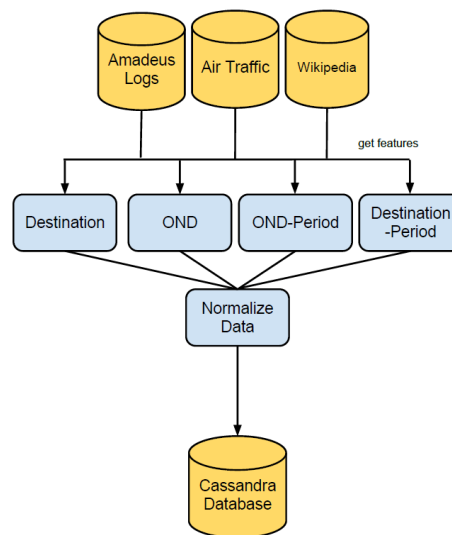 Amadeus
Logs
Air Traffic
Wikipedia
get features
Destination
OND
OND-Period
Destination
-Period
Normalize
Data
Cassandra
Database